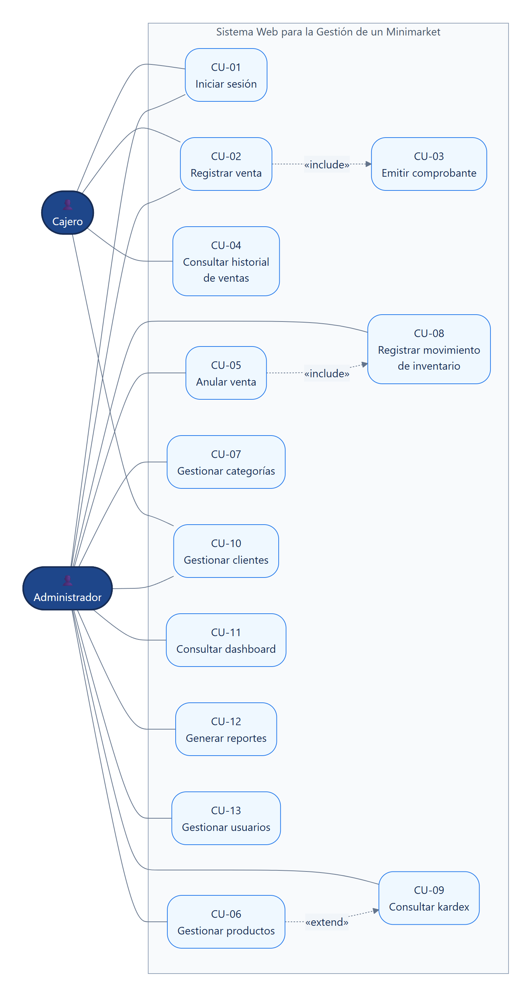 Sistema Web para la Gestión de un Minimarket
CU-01
Iniciar sesión
CU-02
Registrar venta
«include»
CU-03
Emitir comprobante
Cajero
CU-04
Consultar historial
de ventas
CU-08
Registrar movimiento
de inventario
CU-05
Anular venta
«include»
CU-07
Gestionar categorías
CU-10
Gestionar clientes
Administrador
CU-11
Consultar dashboard
CU-12
Generar reportes
CU-13
Gestionar usuarios
CU-09
Consultar kardex
CU-06
Gestionar productos
«extend»